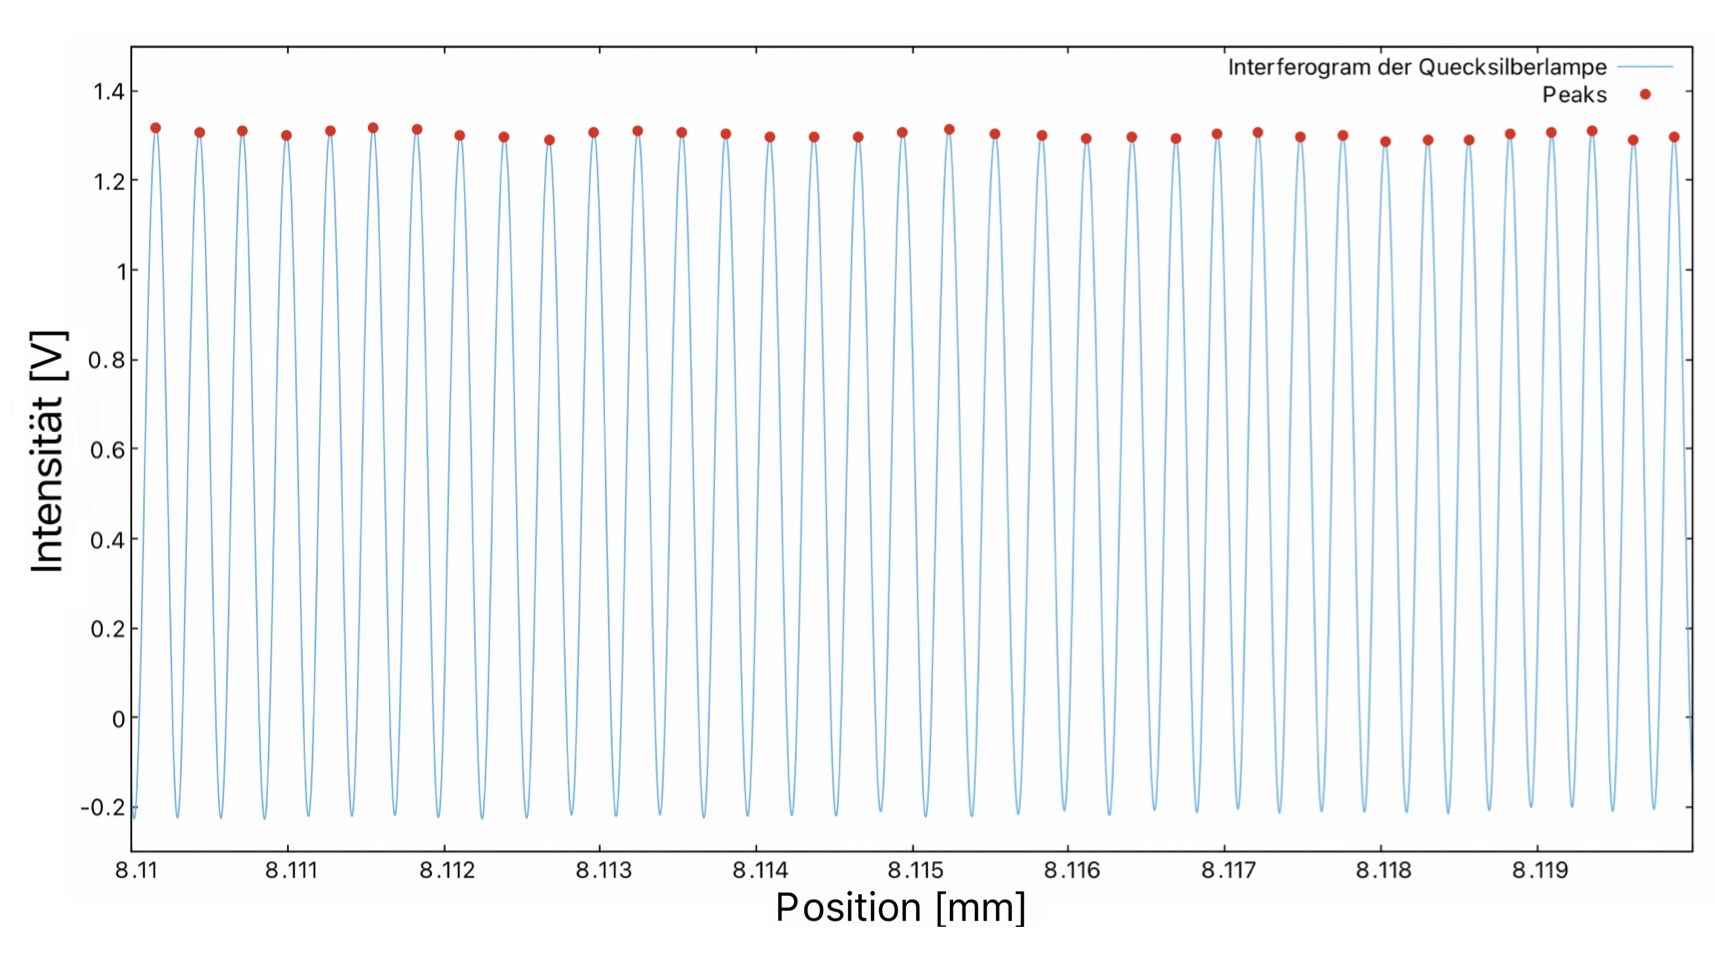 Interferogram der Quecksilberlampe
Peaks
1.4
1.2
1
0.8
0.6
0.4
0.2
0
-0.2
Intensität [V]
8.11 8.111 8.112 8.113 8.114 8.115 8.116 8.117 8.118 8.119
Position [mm]